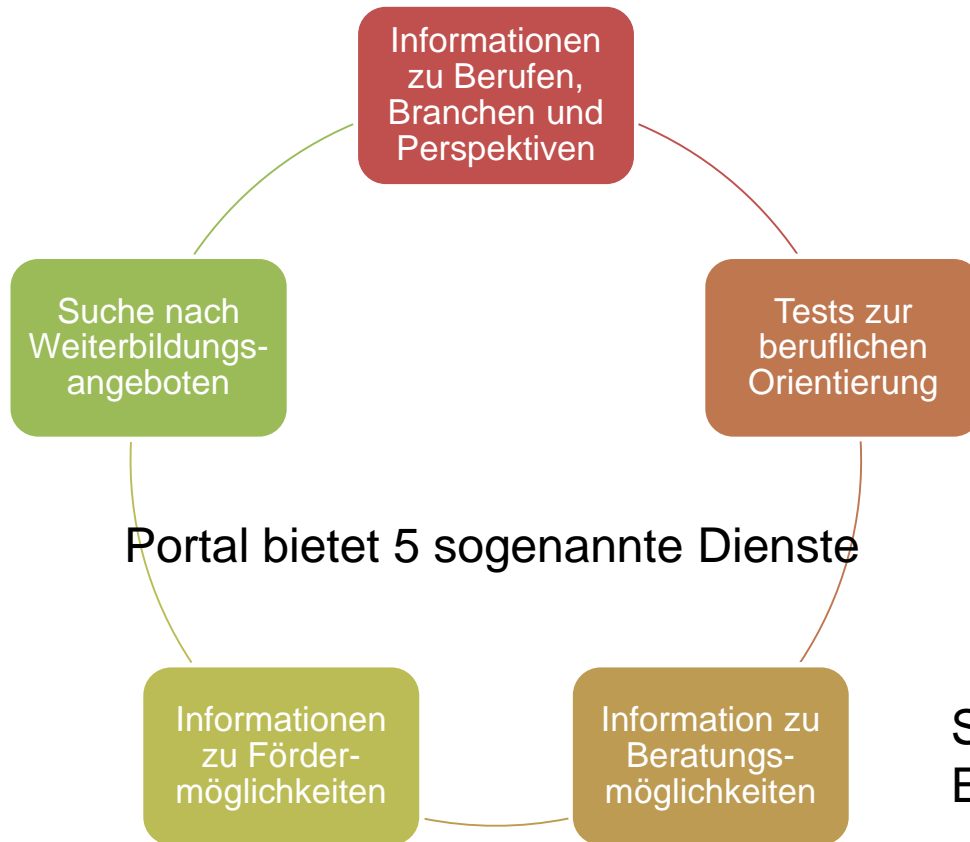 Informationen
zu Berufen,
Branchen und
Perspektiven
Suche nach
Weiterbildungs-
angeboten
Tests zur
beruflichen
Orientierung
Portal bietet 5 sogenannte Dienste
Informationen
zu Förder-
möglichkeiten
Information zu
Beratungs-
möglichkeiten